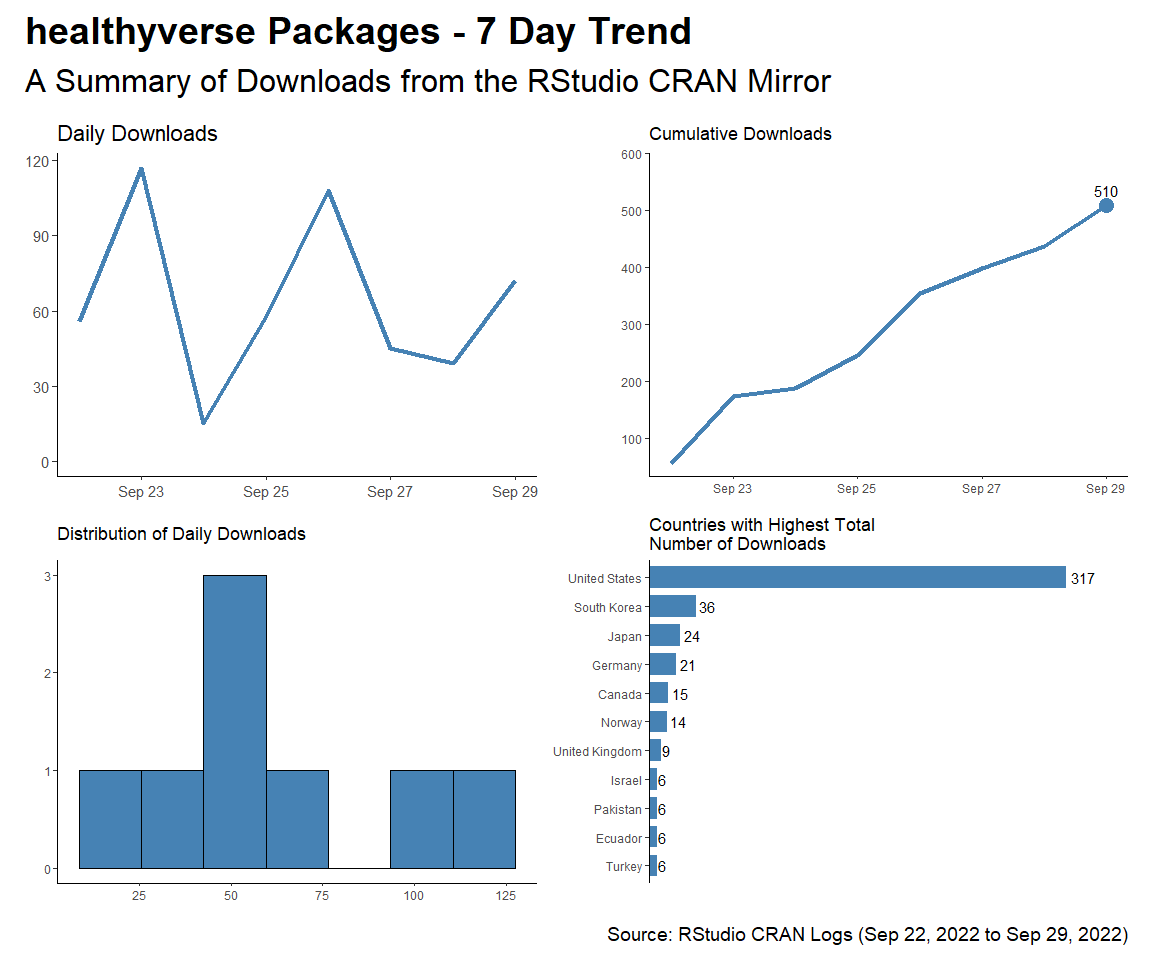 healthyverse Packages - 7 Day Trend
A Summary of Downloads from the RStudio CRAN Mirror
Daily Downloads
120
90
60
30
0
Sep 23 Sep 25 Sep 27 Sep 29
Cumulative Downloads
600
500
400
300
200
100
510
Sep 23 Sep 25 Sep 27 Sep 29
Distribution of Daily Downloads
3
2
1
0
25 50 75 100 125
Countries with Highest Total
Number of Downloads
United States 317
South Korea 36
Japan 24
Germany 21
Canada 15
Norway 14
United Kingdom 9
Israel 6
Pakistan 6
Ecuador 6
Turkey 6
Source: RStudio CRAN Logs (Sep 22, 2022 to Sep 29, 2022)